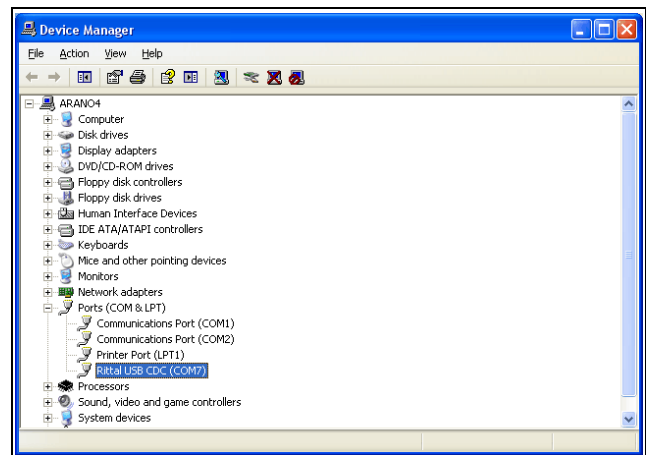 Device Manager
File Action View Help
ARANO4
Computer
Disk drives
Display adapters
DVD/CD-ROM drives
Floppy disk controllers
Floppy disk drives
Human Interface Devices
IDE ATA/ATAPI controllers
Keyboards
Mice and other pointing devices
Monitors
Network adapters
Ports (COM & LPT)
Communications Port (COM1)
Communications Port (COM2)
Printer Port (LPT1)
Rittal USB CDC (COM7)
Processors
Sound, video and game controllers
System devices